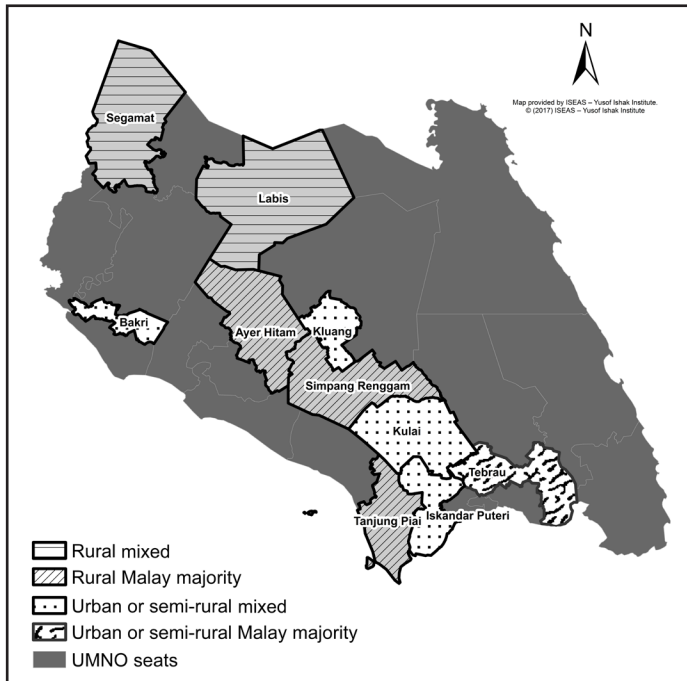 N
Map provided by ISEAS – Yusof Ishak Institute.
© (2017) ISEAS – Yusof Ishak Institute
Segamat
Labis
Bakri
Ayer Hitam
Kluang
Simpang Renggam
Kulai
Tebrau
Tanjung Piai
Iskandar Puteri
Rural mixed
Rural Malay majority
Urban or semi-rural mixed
Urban or semi-rural Malay majority
UMNO seats